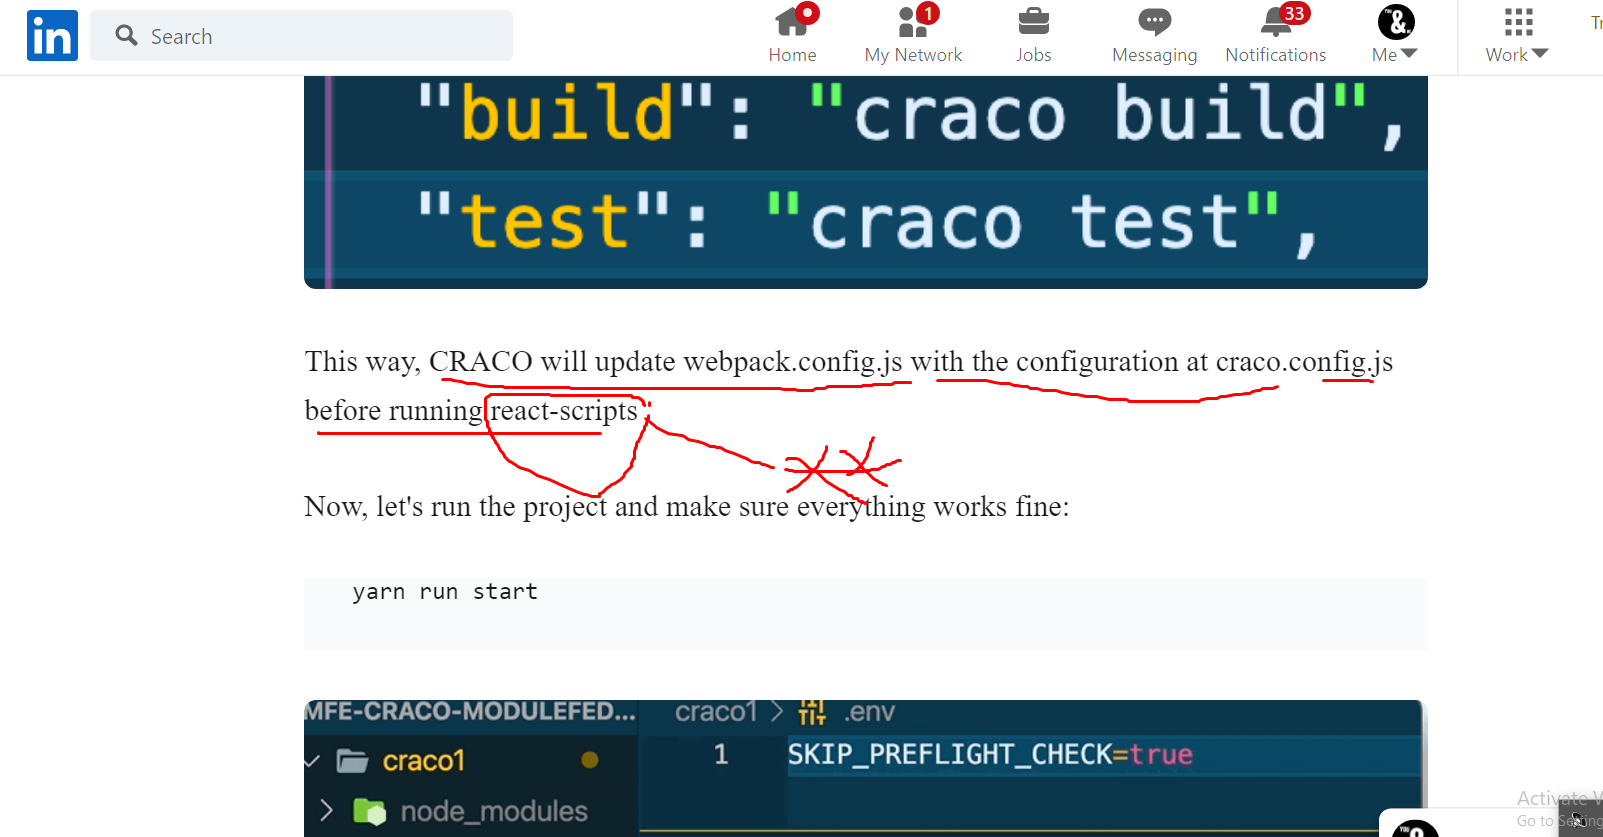 in
Search
1
33
YOU
&
Home
My Network
Jobs
Messaging
Notifications
Me
Work
Tr
"build": "craco build",
"test": "craco test",
This way, CRACO will update webpack.config.js with the configuration at craco.config.js
before running react-scripts
Now, let's run the project and make sure everything works fine:
yarn run start
MFE-CRACO-MODULEFED...
craco1 > .env
craco1
1 SKIP_PREFLIGHT_CHECK=true
node_modules
Activate W
Go to Setting